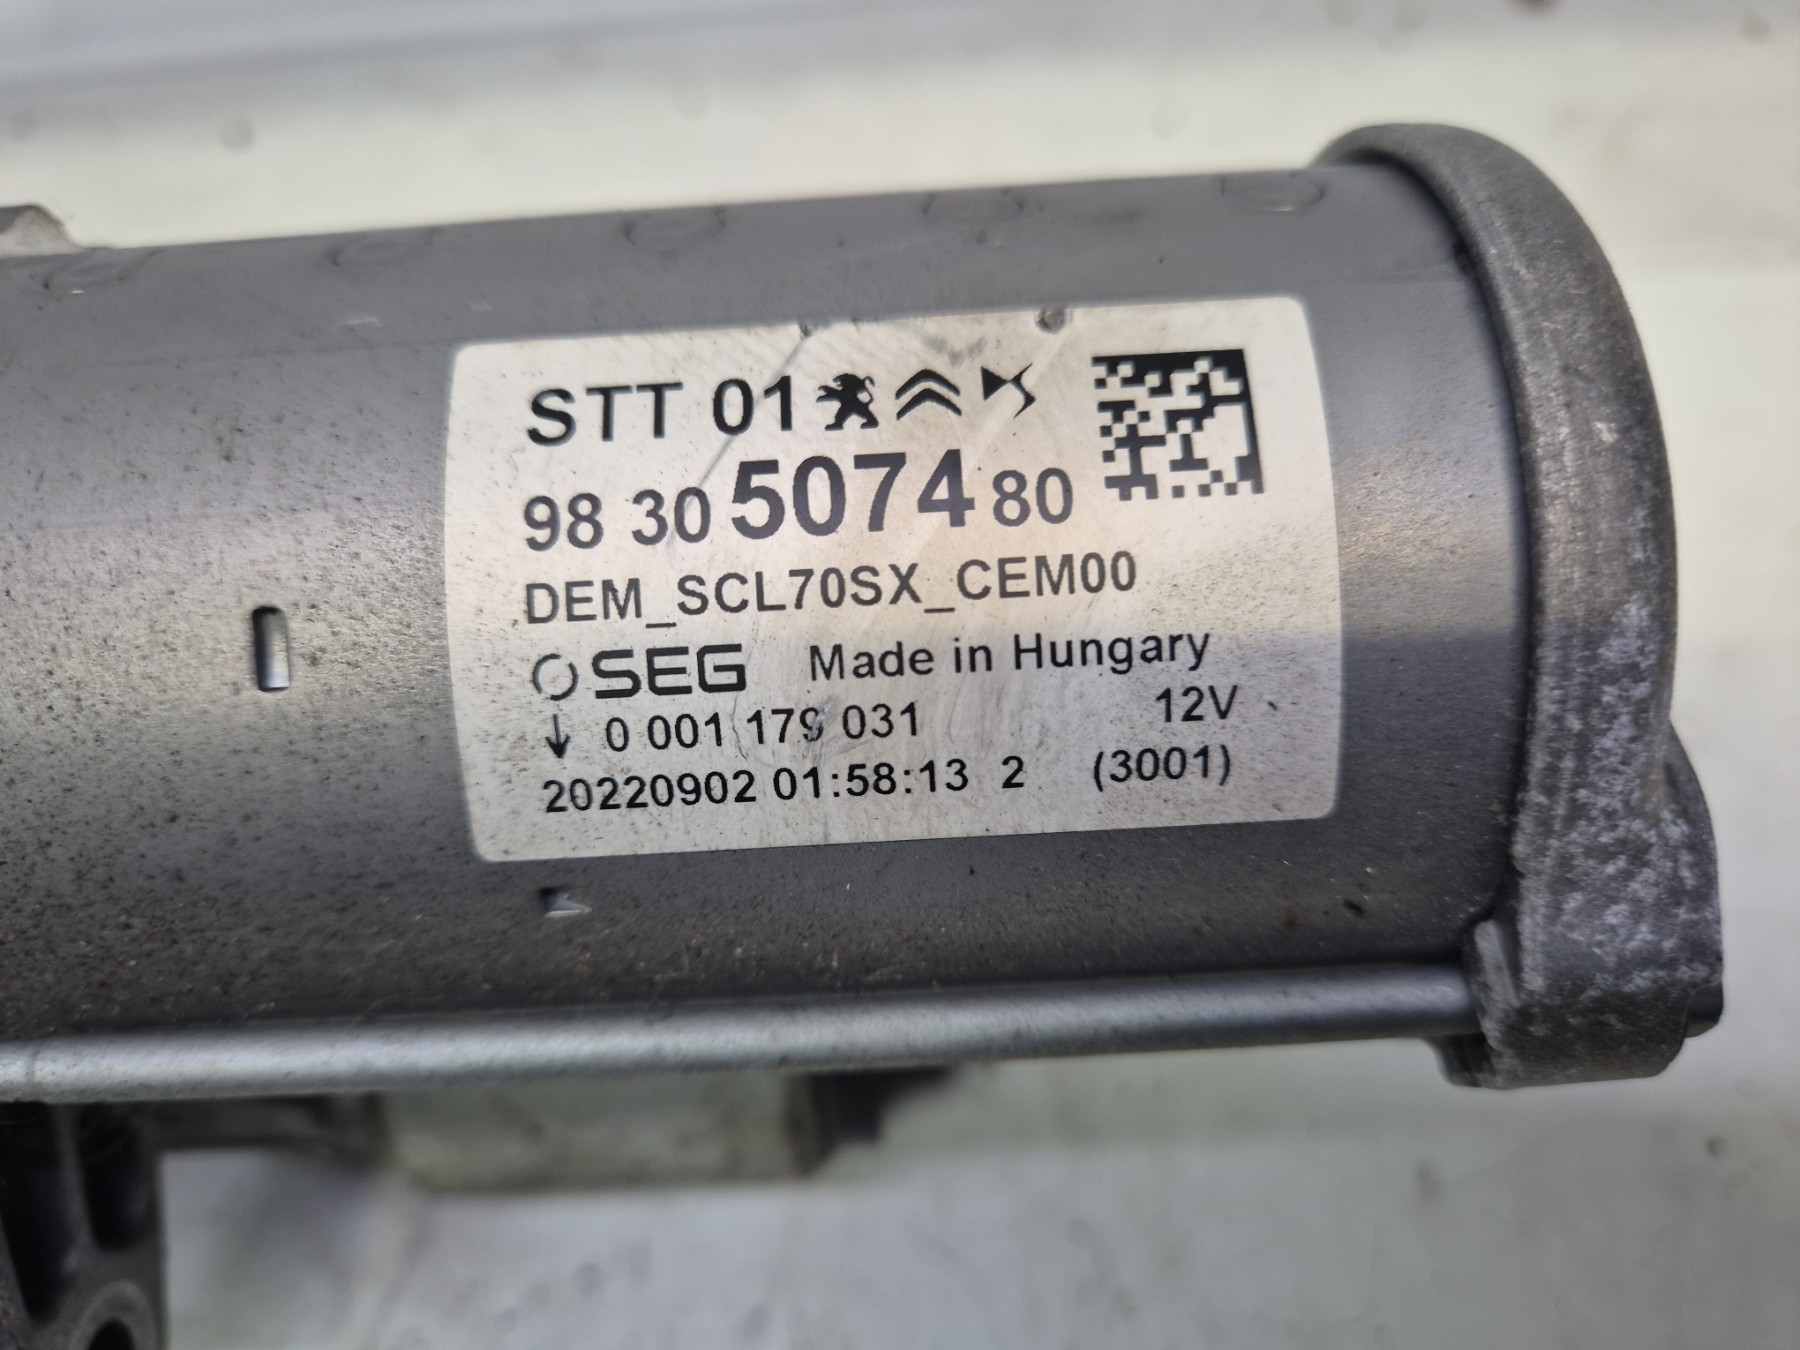 STT 01
98 30 5074 80
DEM_SCL70SX_CEM00
SEG Made in Hungary
0 001 179 031 12V
20220902 01:58:13 2 (3001)